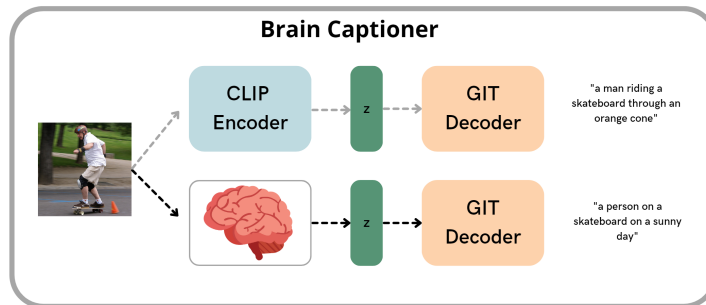 Brain Captioner
CLIP
Encoder
z
GIT
Decoder
"a man riding a
skateboard through an
orange cone"
z
GIT
Decoder
"a person on a
skateboard on a sunny
day"